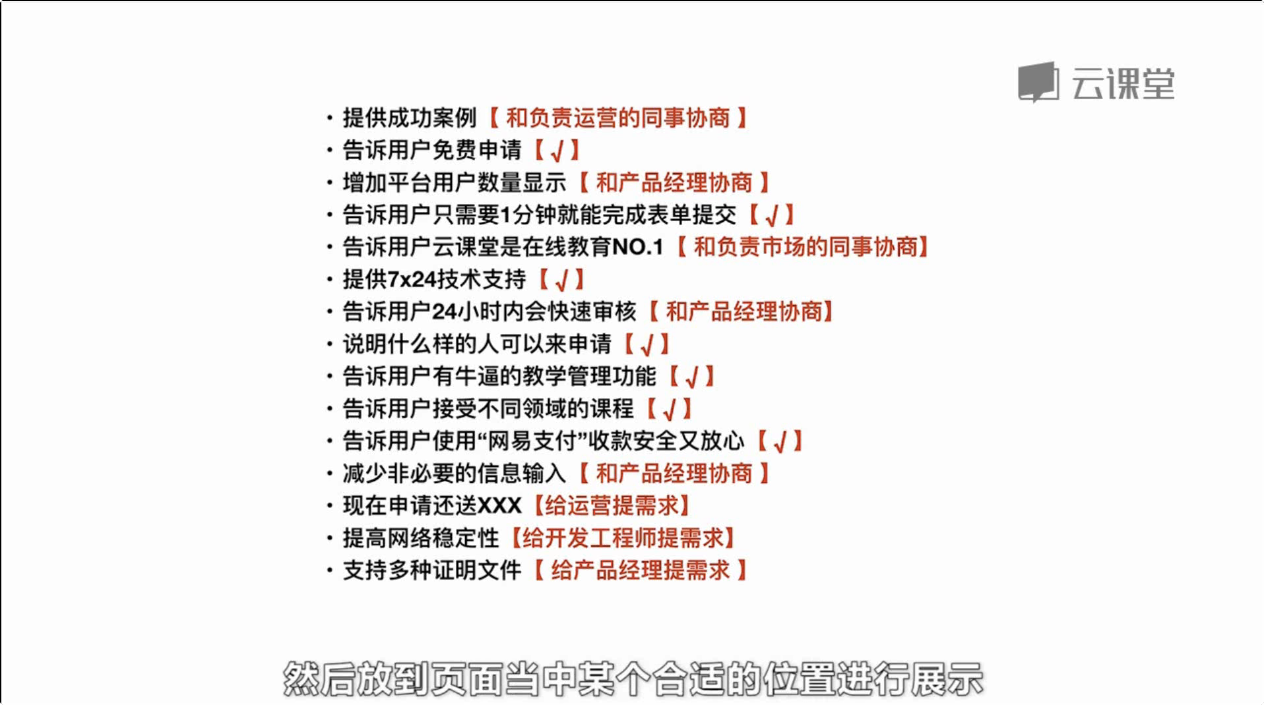 云课堂
· 提供成功案例【 和负责运营的同事协商 】
· 告诉用户免费申请【 √ 】
· 增加平台用户数量显示【 和产品经理协商 】
· 告诉用户只需要1分钟就能完成表单提交【 √ 】
· 告诉用户云课堂是在线教育NO.1【 和负责市场的同事协商】
· 提供7x24技术支持【 √ 】
· 告诉用户24小时内会快速审核【 和产品经理协商】
· 说明什么样的人可以来申请【 √ 】
· 告诉用户有牛逼的教学管理功能【 √ 】
· 告诉用户接受不同领域的课程【 √ 】
· 告诉用户使用“网易支付”收款安全又放心【 √ 】
· 减少非必要的信息输入【 和产品经理协商 】
· 现在申请还送XXX【给运营提需求】
· 提高网络稳定性【给开发工程师提需求】
· 支持多种证明文件【 给产品经理提需求 】
然后放到页面当中某个合适的位置进行展示